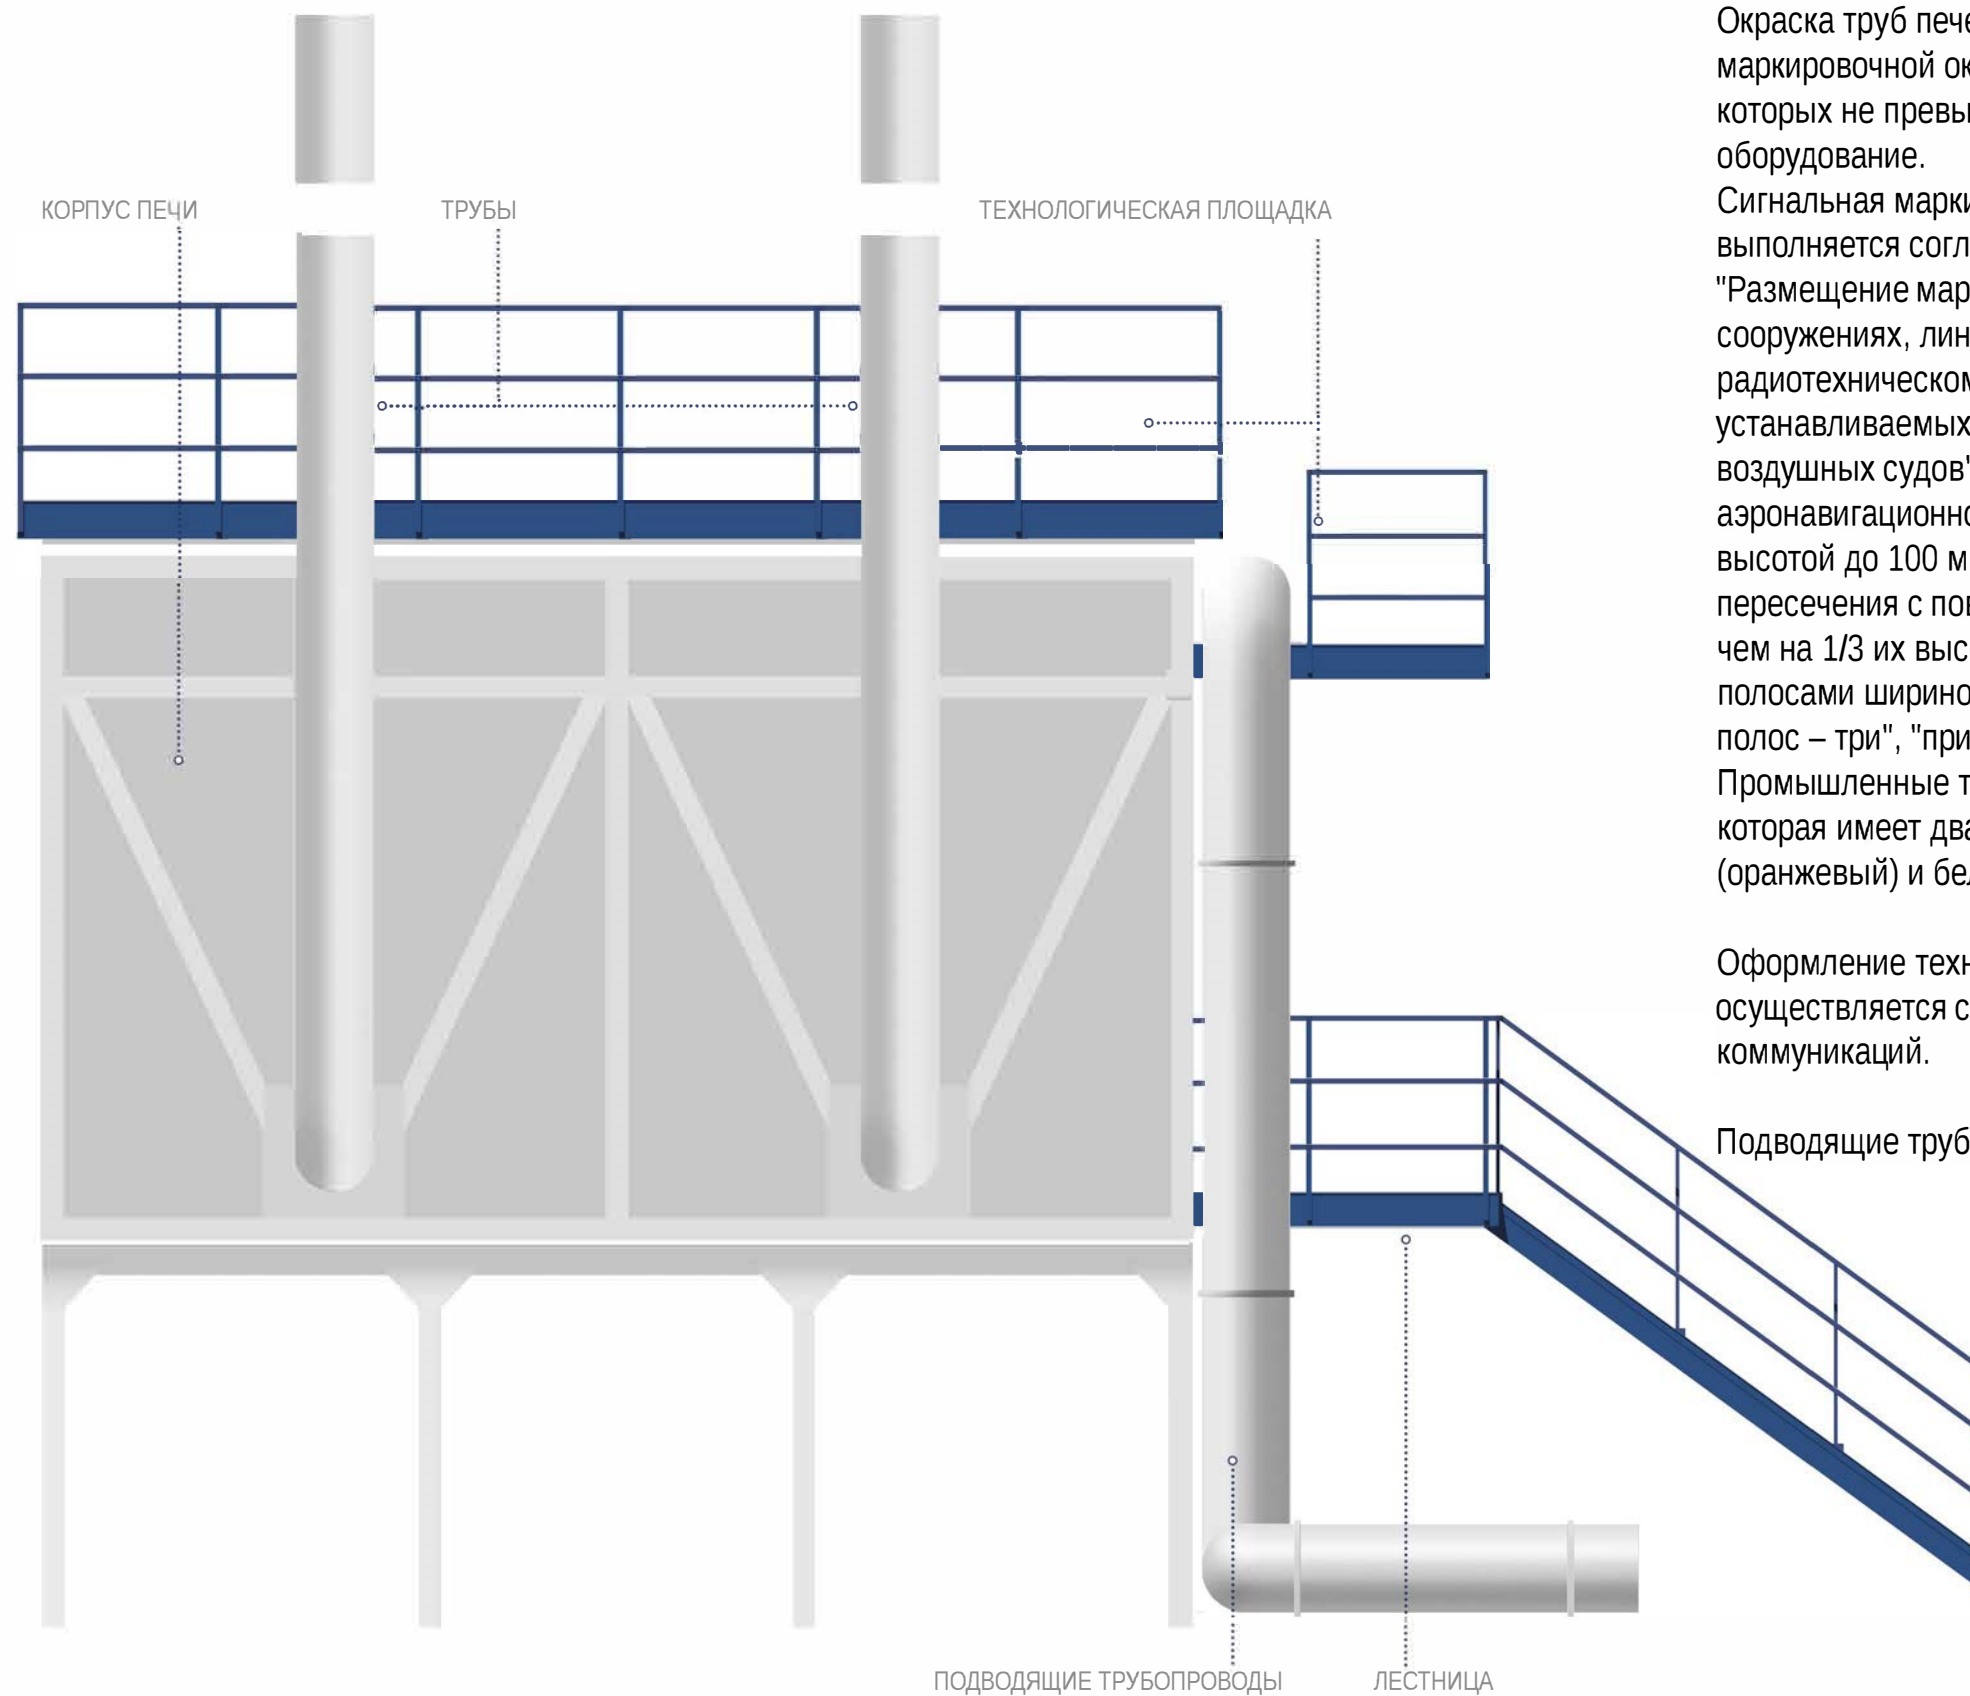 КОРПУС ПЕЧИ
ТРУБЫ
ТЕХНОЛОГИЧЕСКАЯ ПЛОЩАДКА
ПОДВОДЯЩИЕ ТРУБОПРОВОДЫ
ЛЕСТНИЦА
Окраска труб пече
маркировочной ок
которых не превы
оборудование.
Сигнальная марки
выполняется согл
"Размещение мар
сооружениях, лин
радиотехническом
устанавливаемых
воздушных судов"
аэронавигационно
высотой до 100 м
пересечения с пов
чем на 1/3 их выс
полосами ширино
полос – три", "при
Промышленные т
которая имеет два
(оранжевый) и бел
Оформление техн
осуществляется с
коммуникаций.
Подводящие труб